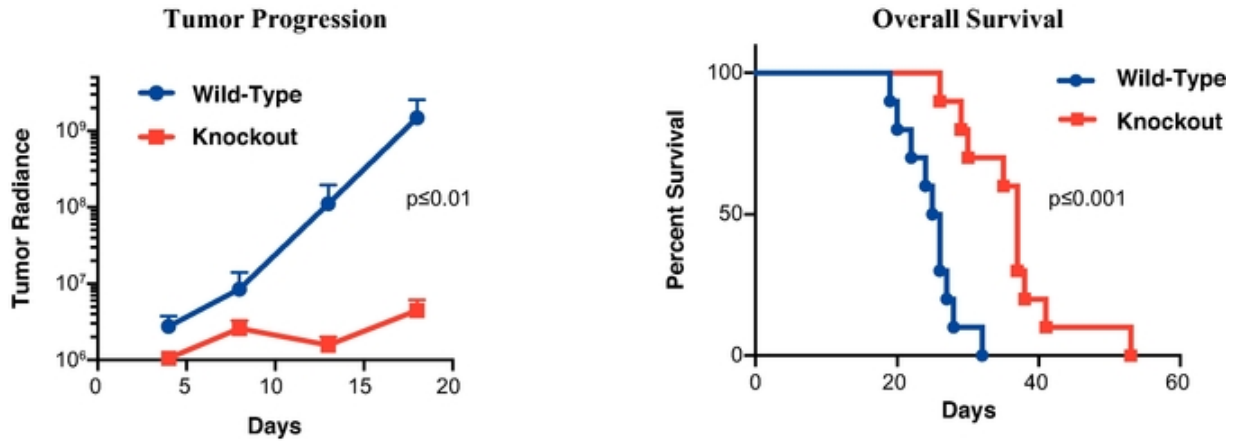 Tumor Progression
Wild-Type
Knockout
p≤0.01
Tumor Radiance
10⁹
10⁸
10⁷
10⁶
0
5
10
15
20
Days
Overall Survival
Wild-Type
Knockout
p≤0.001
Percent Survival
100
50
0
0
20
40
60
Days